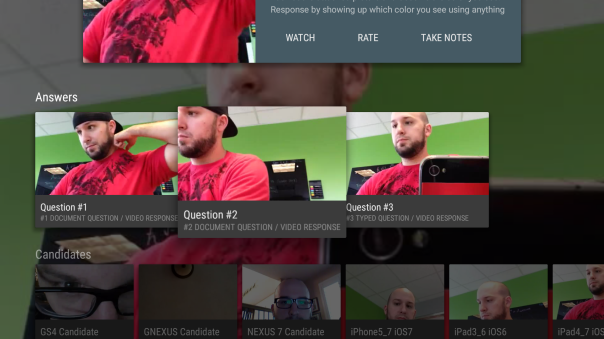 Response by showing up which color you see using anything
WATCH RATE TAKE NOTES
Answers
Question #1
#1 DOCUMENT QUESTION / VIDEO RESPONSE
Question #2
#2 DOCUMENT QUESTION / VIDEO RESPONSE
Question #3
#3 TYPED QUESTION / VIDEO RESPONSE
Candidates
GS4 Candidate
GNEXUS Candidate
NEXUS 7 Candidate
iPhone5_7 iOS7
iPad3_6 iOS6
iPad4_7 iOS